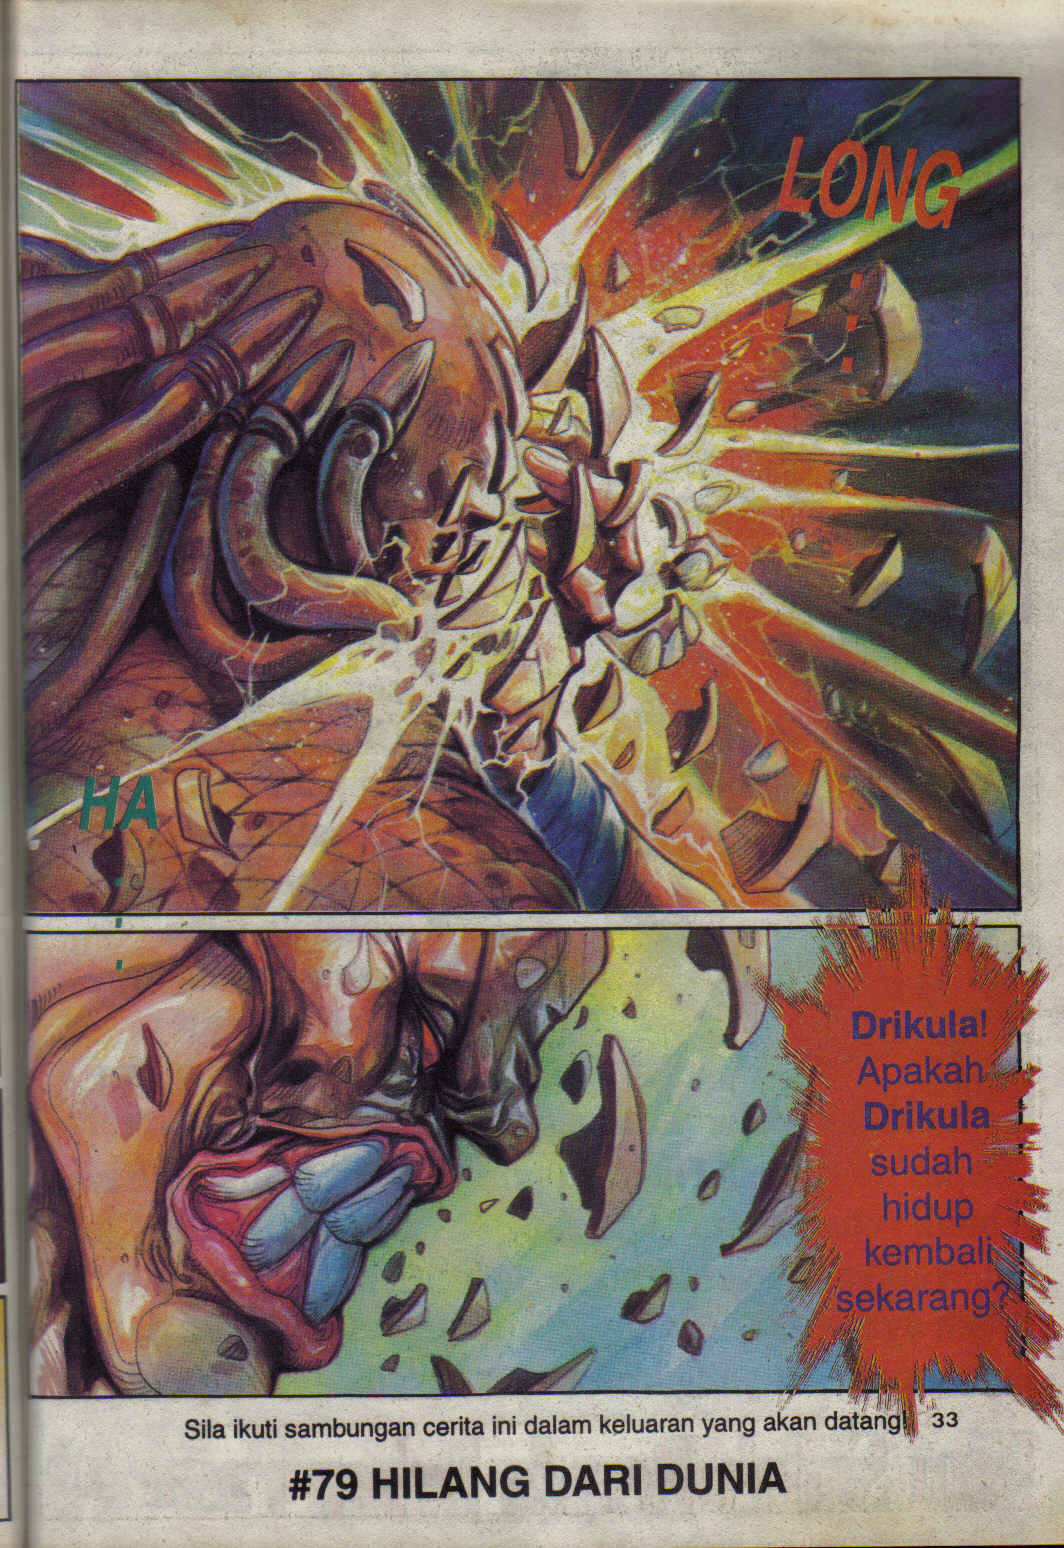 LONG
HA
Drikula!
Apakah
Drikula
sudah
hidup
kembali
sekarang?
Sila ikuti sambungan cerita ini dalam keluaran yang akan datang! 33
#79 HILANG DARI DUNIA